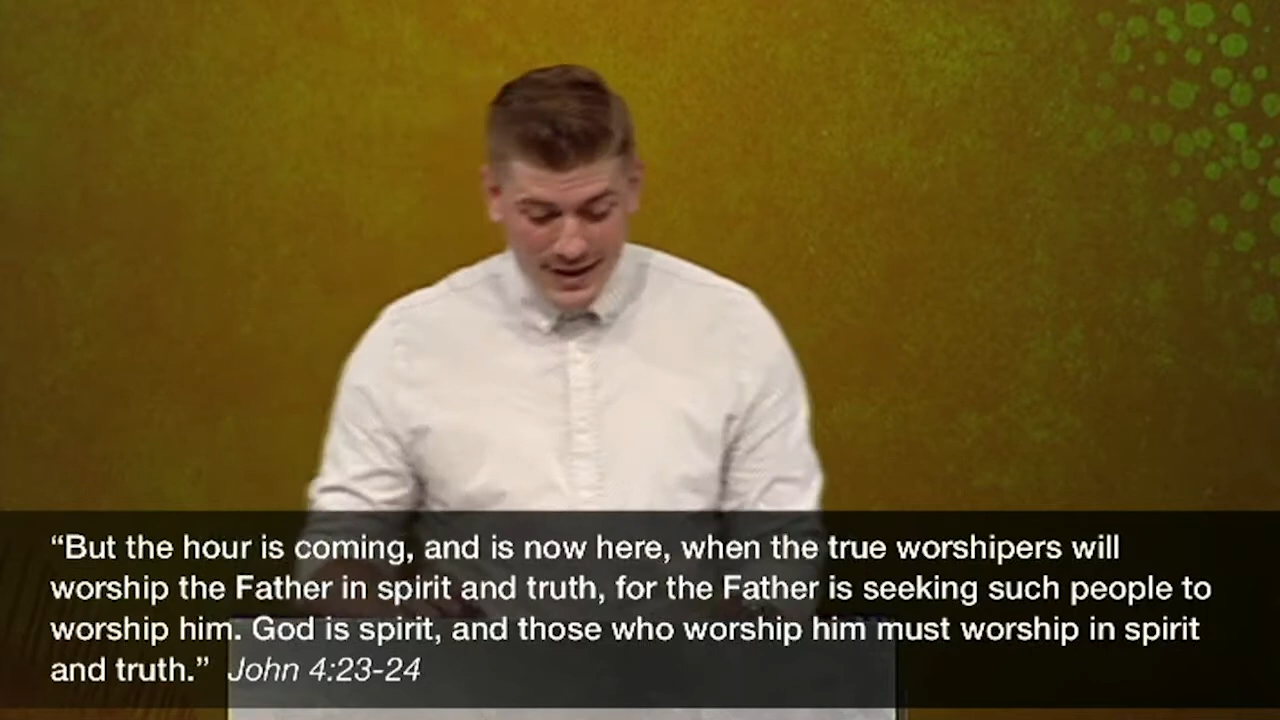 “But the hour is coming, and is now here, when the true worshipers will
worship the Father in spirit and truth, for the Father is seeking such people to
worship him. God is spirit, and those who worship him must worship in spirit
and truth.” John 4:23-24